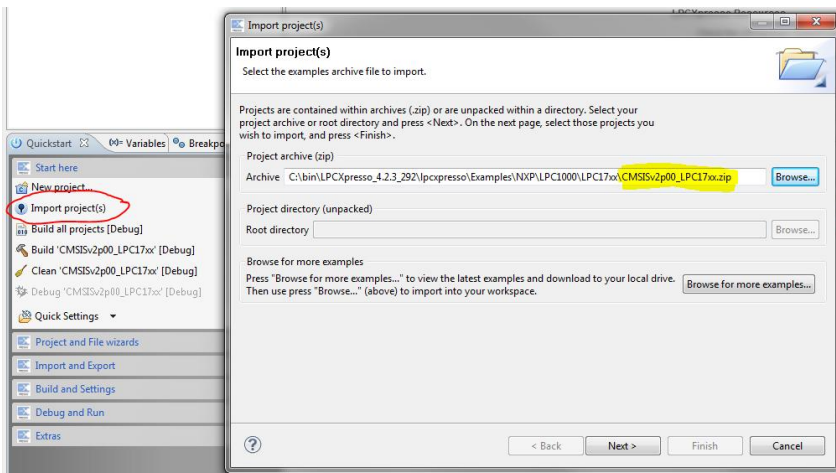 LPCXpresso Resources
Import project(s)
Import project(s)
Select the examples archive file to import.
Projects are contained within archives (.zip) or are unpacked within a directory. Select your
project archive or root directory and press <Next>. On the next page, select those projects you
wish to import, and press <Finish>.
Project archive (zip)
Archive C:\bin\LPCXpresso_4.2.3_292\lpcxpresso\Examples\NXP\LPC1000\LPC17xx\CMSISv2p00_LPC17xx.zip Browse...
Project directory (unpacked)
Root directory Browse...
Browse for more examples
Press "Browse for more examples..." to view the latest examples and download to your local drive.
Then use press "Browse..." (above) to import into your workspace.
Browse for more examples...
< Back Next > Finish Cancel
Quickstart (x)= Variables Breakpo
Start here
New project...
Import project(s)
Build all projects [Debug]
Build 'CMSISv2p00_LPC17xx' [Debug]
Clean 'CMSISv2p00_LPC17xx' [Debug]
Debug 'CMSISv2p00_LPC17xx' [Debug]
Quick Settings
Project and File wizards
Import and Export
Build and Settings
Debug and Run
Extras